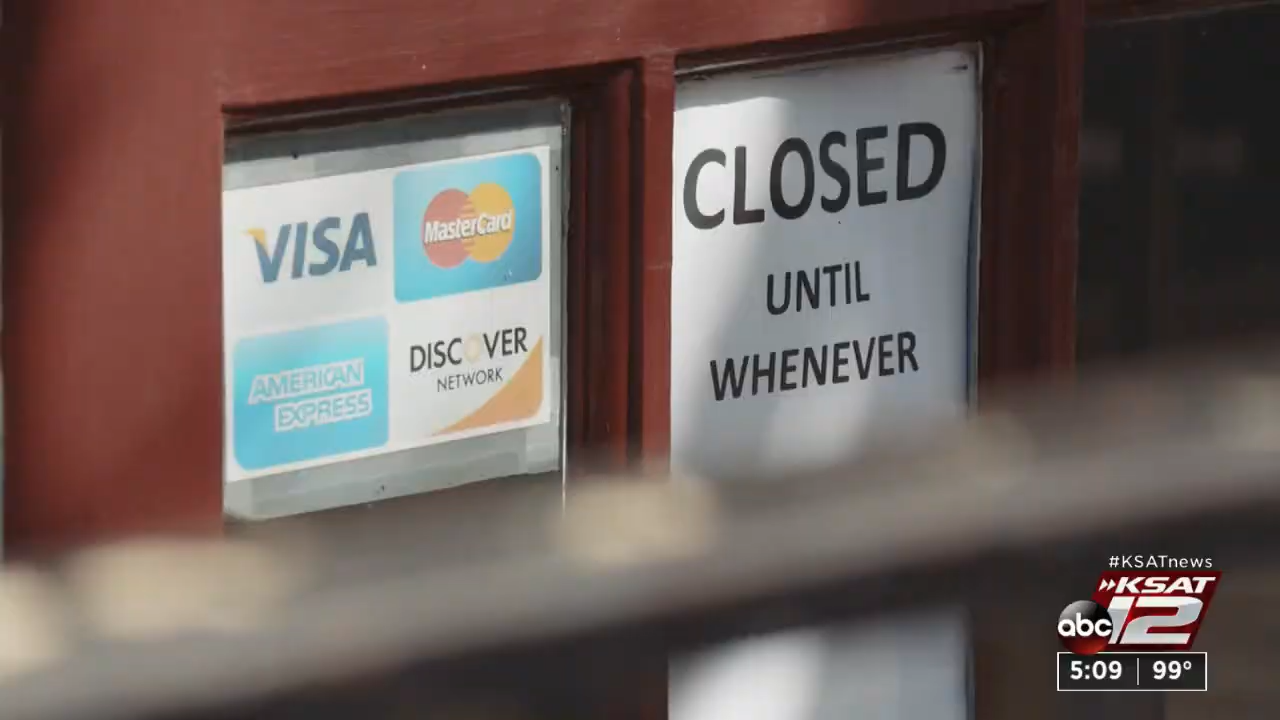 VISA
MasterCard
AMERICAN
EXPRESS
DISCOVER
NETWORK
CLOSED
UNTIL
WHENEVER
#KSATnews
KSAT
abc 12
5:09 99°